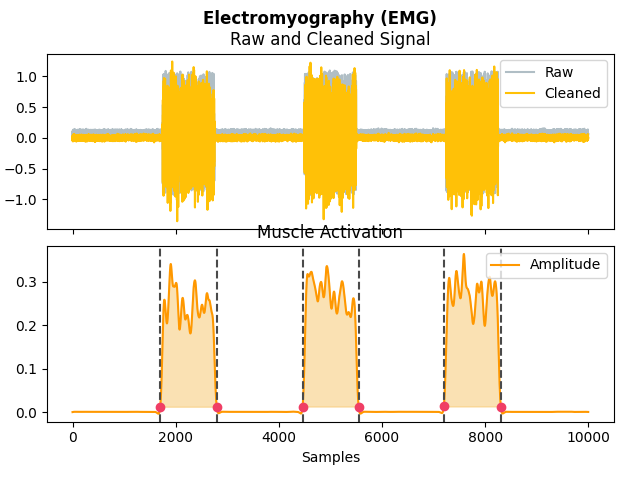 Electromyography (EMG)
Raw and Cleaned Signal
1.0
0.5
0.0
−0.5
−1.0
Raw
Cleaned
Muscle Activation
0.3
0.2
0.1
0.0
Amplitude
0 2000 4000 6000 8000 10000
Samples